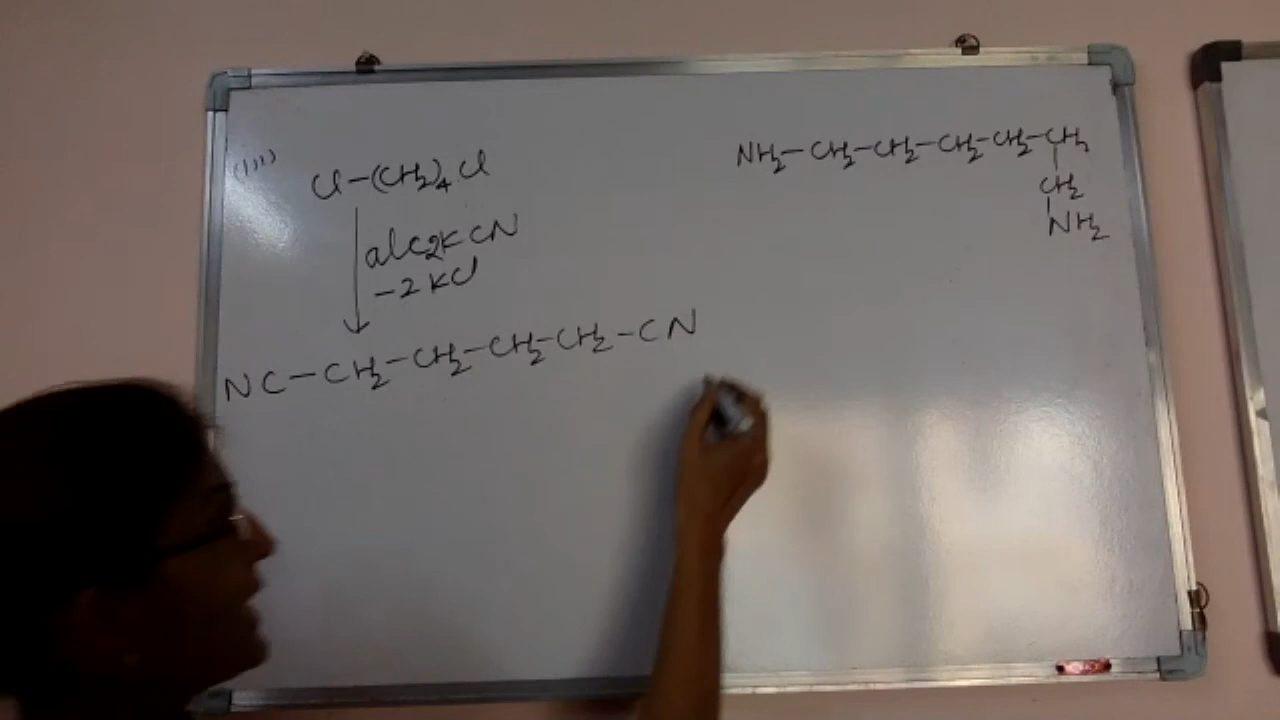 (iii)
Cl-(CH2)4 Cl
alc 2KCN
-2KCl
NC-CH2-CH2-CH2-CH2-CN
NH2-CH2-CH2-CH2-CH2-CH2
CH2
NH2